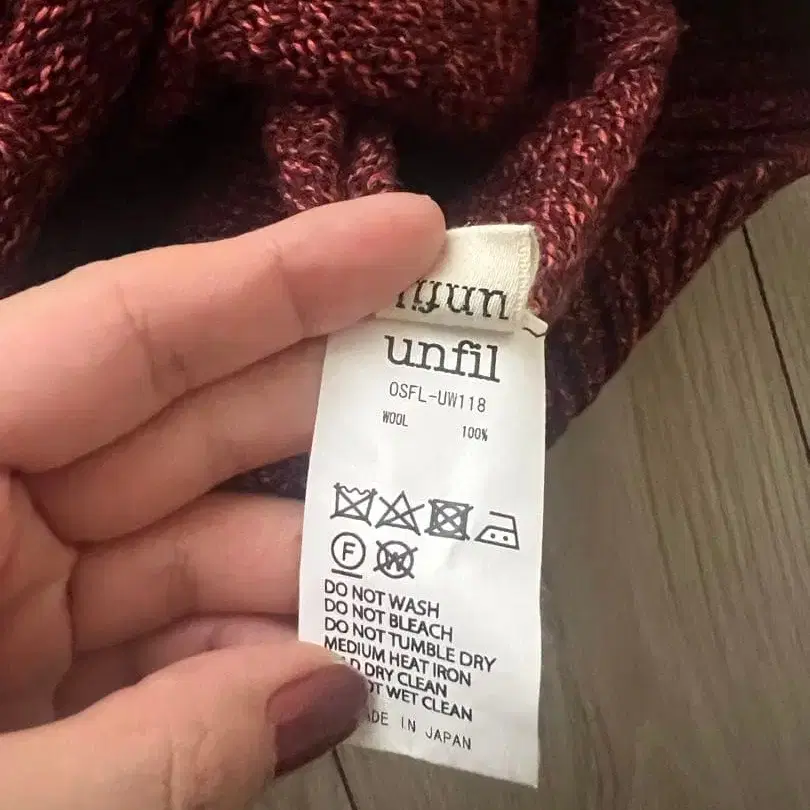 unfil
OSFL-UW118
WOOL 100%
F W
DO NOT WASH
DO NOT BLEACH
DO NOT TUMBLE DRY
MEDIUM HEAT IRON
DRY CLEAN
WET CLEAN
IN JAPAN